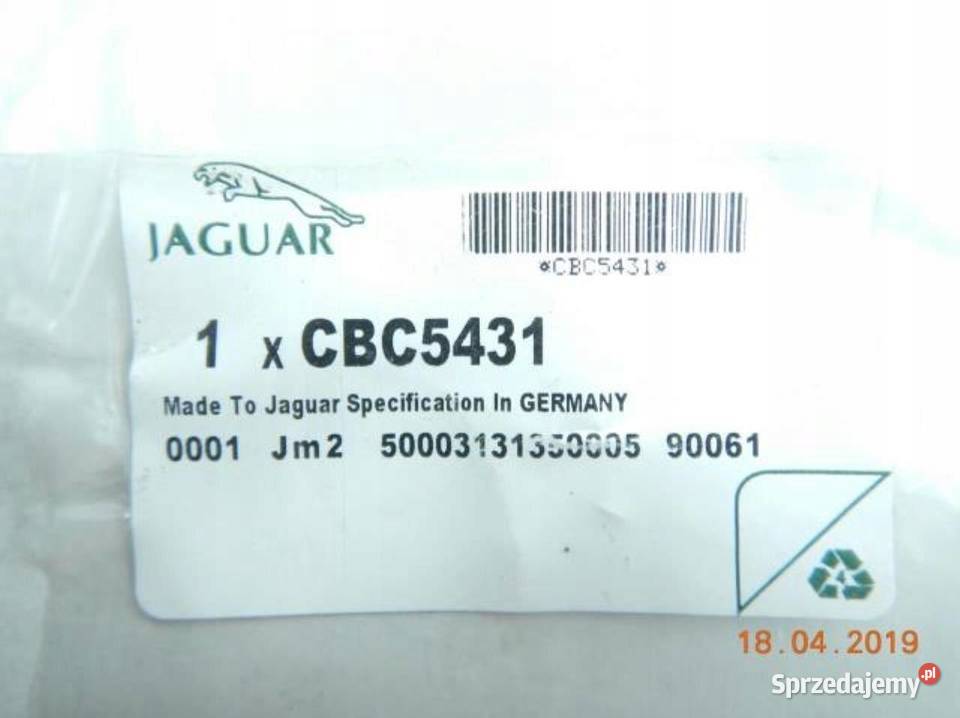 JAGUAR
*CBC5431*
1 x CBC5431
Made To Jaguar Specification In GERMANY
0001 Jm2 50003131350005 90061
4
18.04.2019
Sprzedajemy.pl